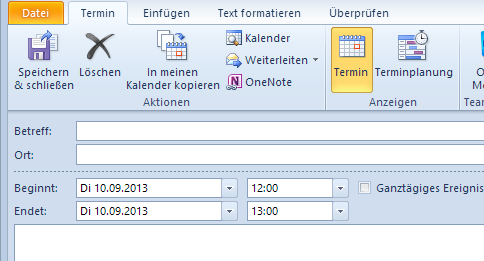 Datei Termin Einfügen Text formatieren Überprüfen
Speichern & schließen
Löschen
In meinen Kalender kopieren
Kalender
Weiterleiten
OneNote
Termin
Terminplanung
Aktionen
Anzeigen
Betreff:
Ort:
Beginnt: Di 10.09.2013 12:00 Ganztägiges Ereignis
Endet: Di 10.09.2013 13:00